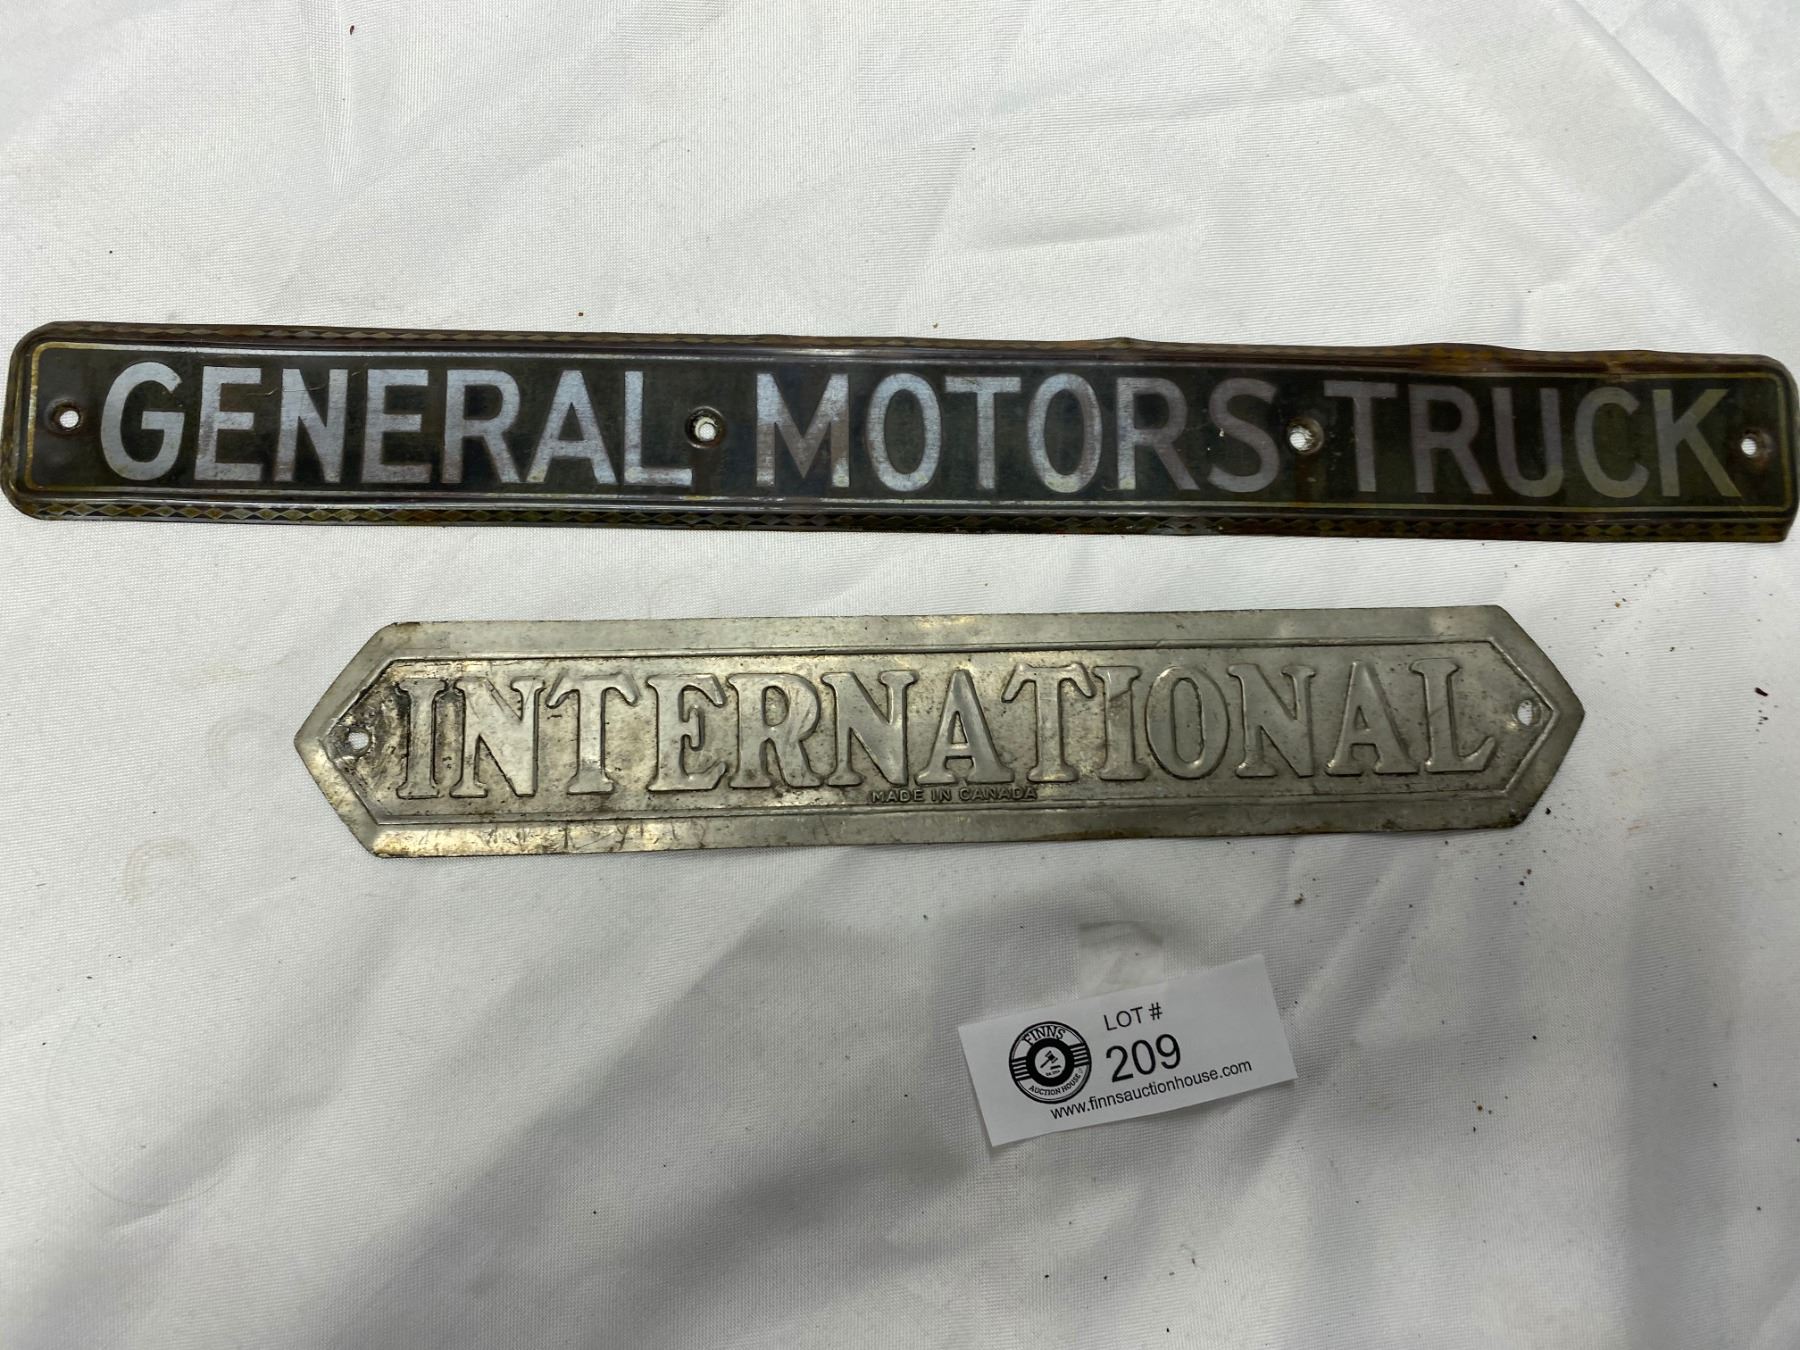 GENERAL MOTORS TRUCK
INTERNATIONAL
MADE IN CANADA
LOT #
209
FINNS
AUCTION HOUSE
www.finnsauctionhouse.com